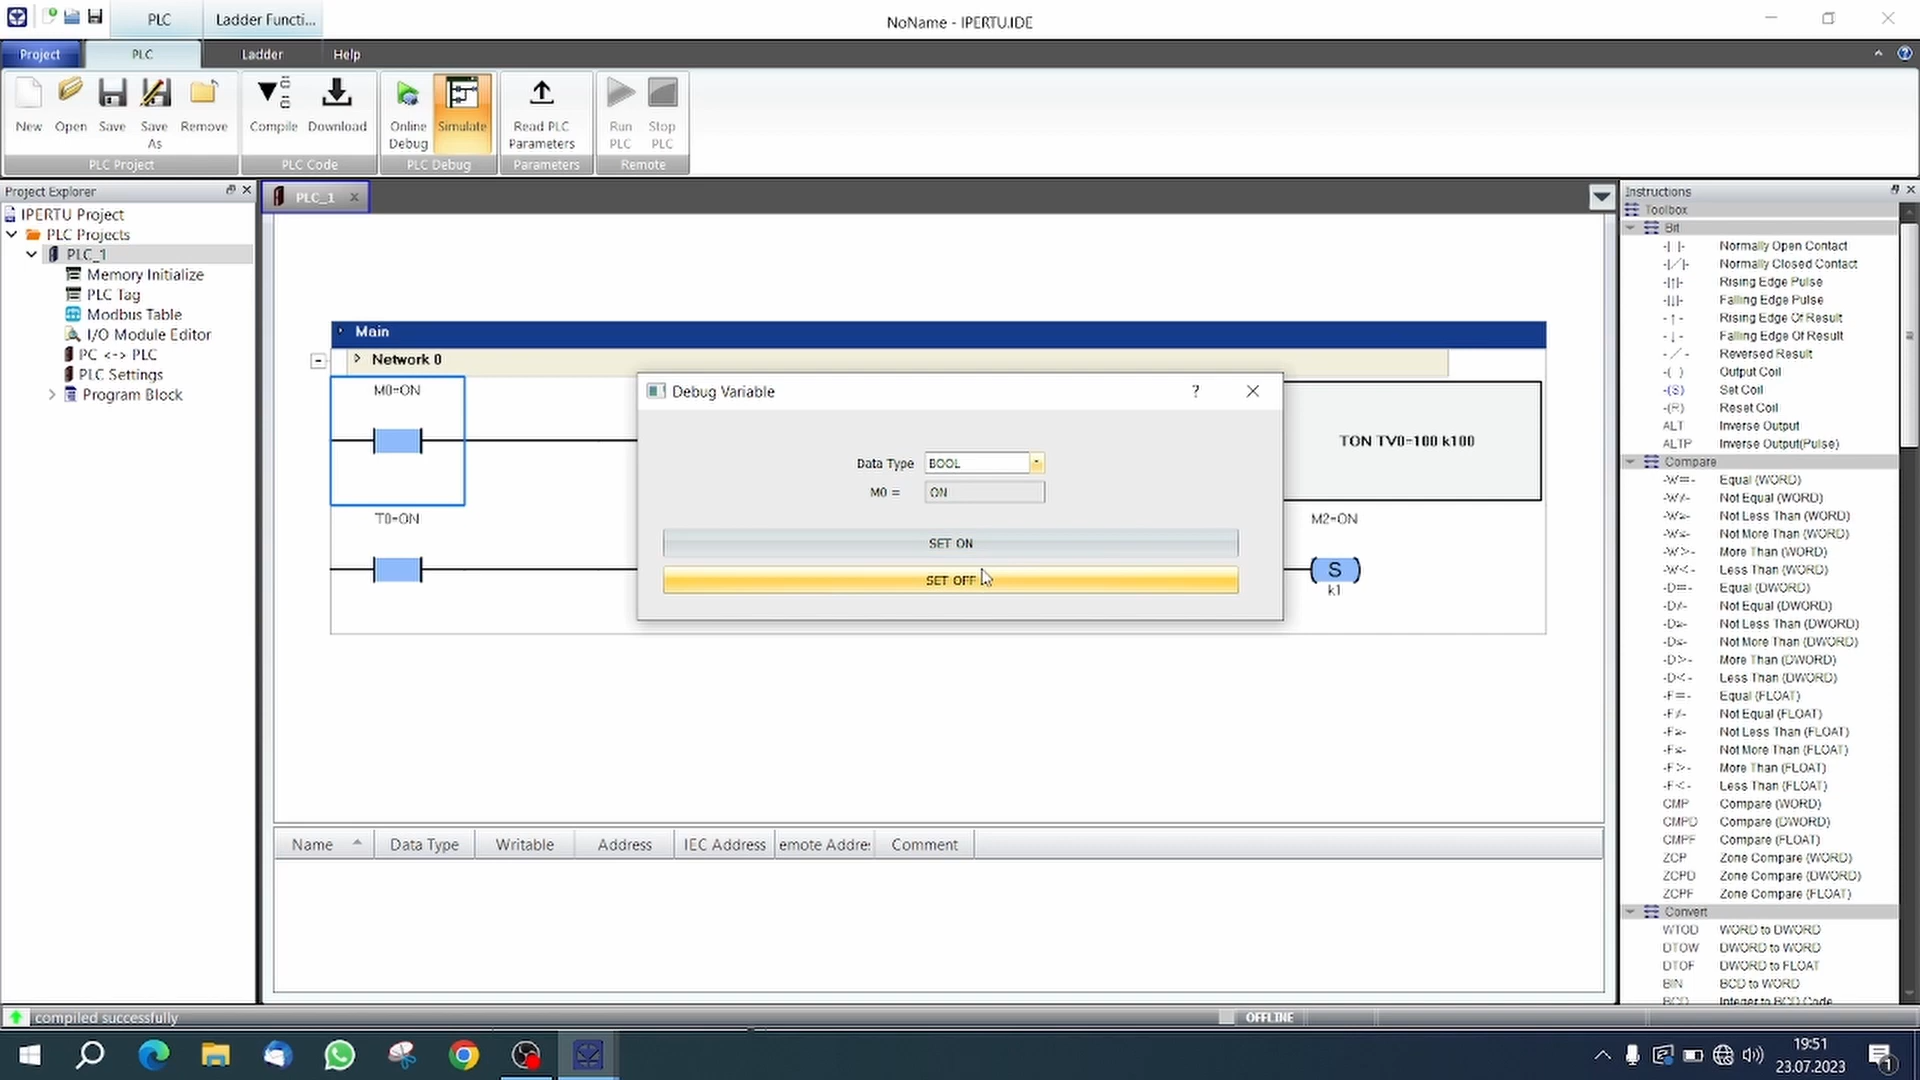 PLC
Ladder Functi...
NoName - IPERTU.IDE
Project
PLC
Ladder
Help
New
Open
Save
Save As
Remove
PLC Project
Compile
Download
PLC Code
Online Debug
Simulate
PLC Debug
Read PLC Parameters
Parameters
Run PLC
Stop PLC
Remote
Project Explorer
IPERTU Project
PLC Projects
PLC_1
Memory Initialize
PLC Tag
Modbus Table
I/O Module Editor
PC <-> PLC
PLC Settings
Program Block
PLC_1
Main
Network 0
M0=ON
TON TV0=100 k100
T0=ON
M2=ON
S
k1
Debug Variable
?
Data Type BOOL
M0 = ON
SET ON
SET OFF
Name
Data Type
Writable
Address
IEC Address
emote Addre
Comment
Instructions
Toolbox
Bit
-| |- Normally Open Contact
-|/|- Normally Closed Contact
-|↑|- Rising Edge Pulse
-|↓|- Falling Edge Pulse
-↑- Rising Edge Of Result
-↓- Falling Edge Of Result
-/- Reversed Result
-( ) Output Coil
-(S) Set Coil
-(R) Reset Coil
ALT Inverse Output
ALTP Inverse Output(Pulse)
Compare
-W=- Equal (WORD)
-W≠- Not Equal (WORD)
-W≥- Not Less Than (WORD)
-W≤- Not More Than (WORD)
-W>- More Than (WORD)
-W<- Less Than (WORD)
-D=- Equal (DWORD)
-D≠- Not Equal (DWORD)
-D≥- Not Less Than (DWORD)
-D≤- Not More Than (DWORD)
-D>- More Than (DWORD)
-D<- Less Than (DWORD)
-F=- Equal (FLOAT)
-F≠- Not Equal (FLOAT)
-F≥- Not Less Than (FLOAT)
-F≤- Not More Than (FLOAT)
-F>- More Than (FLOAT)
-F<- Less Than (FLOAT)
CMP Compare (WORD)
CMPD Compare (DWORD)
CMPF Compare (FLOAT)
ZCP Zone Compare (WORD)
ZCPD Zone Compare (DWORD)
ZCPF Zone Compare (FLOAT)
Convert
WTOD WORD to DWORD
DTOW DWORD to WORD
DTOF DWORD to FLOAT
BIN BCD to WORD
BCD Integer to BCD Code
compiled successfully
OFFLINE
19:51
23.07.2023
1